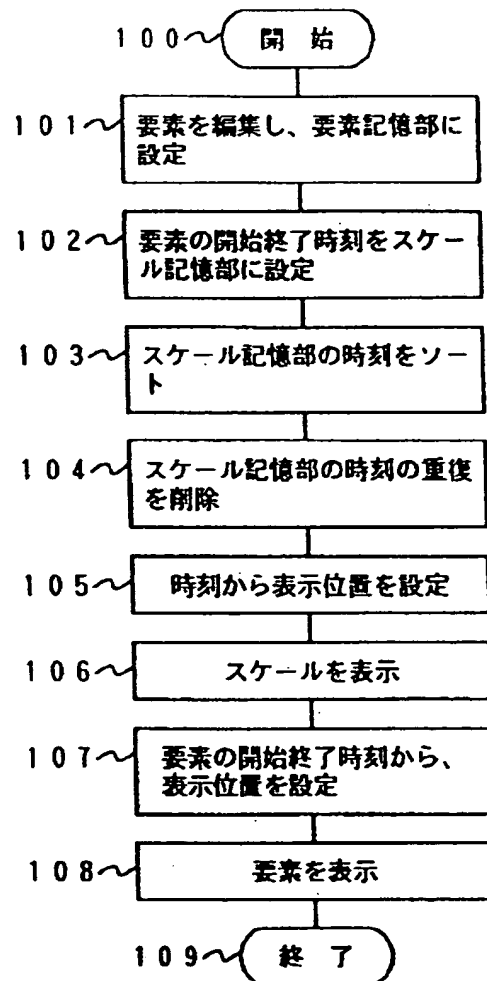 100 開始
101 要素を編集し、要素記憶部に
設定
102 要素の開始終了時刻をスケー
ル記憶部に設定
103 スケール記憶部の時刻をソー
ト
104 スケール記憶部の時刻の重複
を削除
105 時刻から表示位置を設定
106 スケールを表示
107 要素の開始終了時刻から、
表示位置を設定
108 要素を表示
109 終了